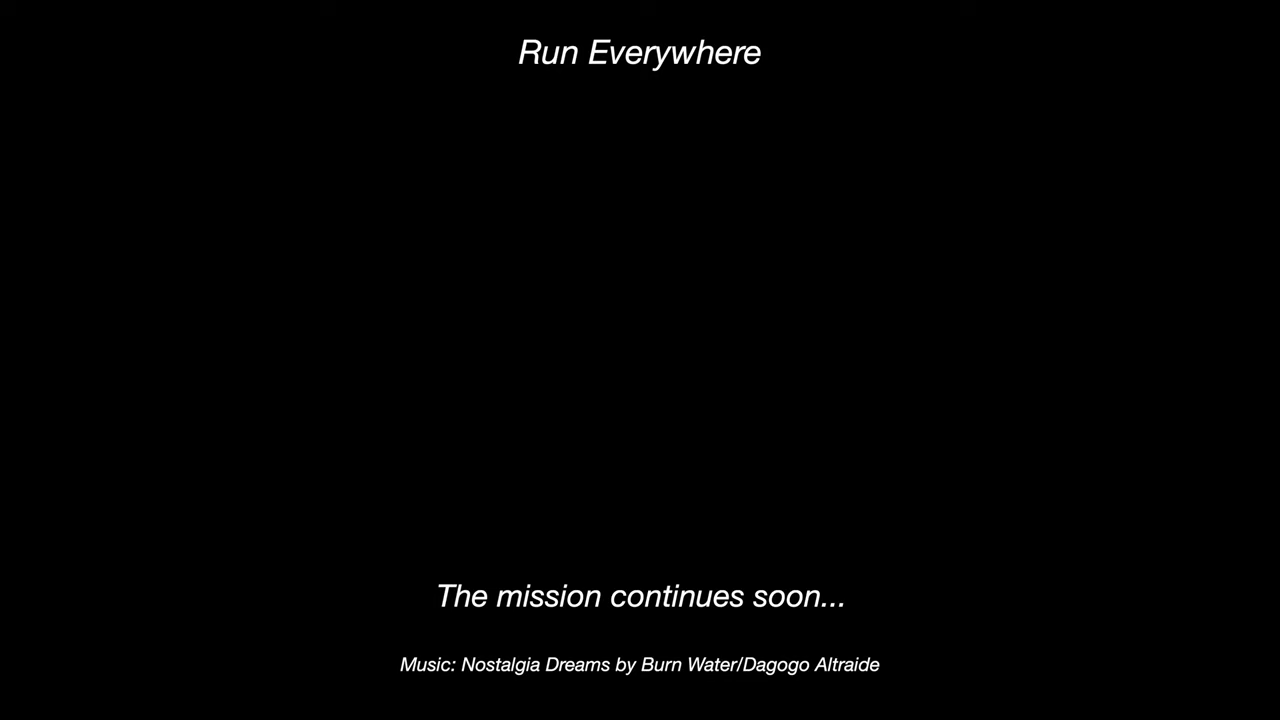 Run Everywhere
The mission continues soon...
Music: Nostalgia Dreams by Burn Water/Dagogo Altraide